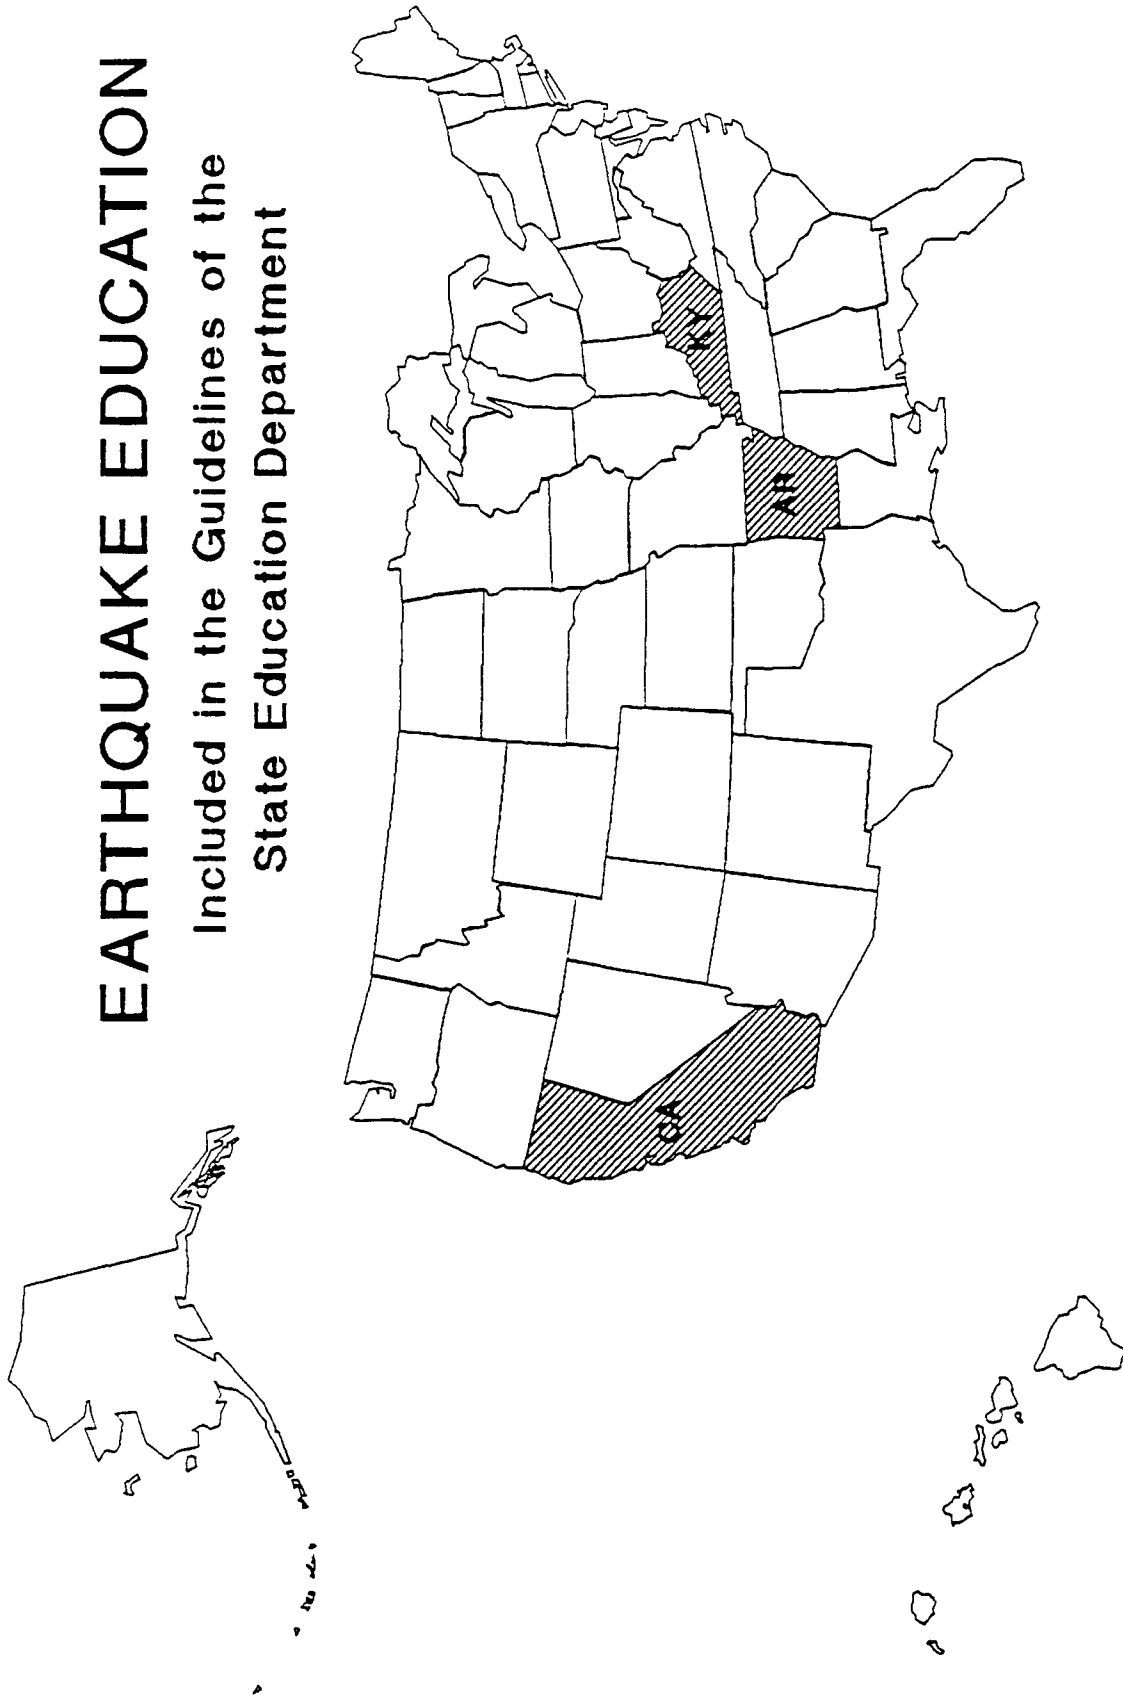 EARTHQUAKE EDUCATION
Included in the Guidelines of the
State Education Department
CA
AR
KY